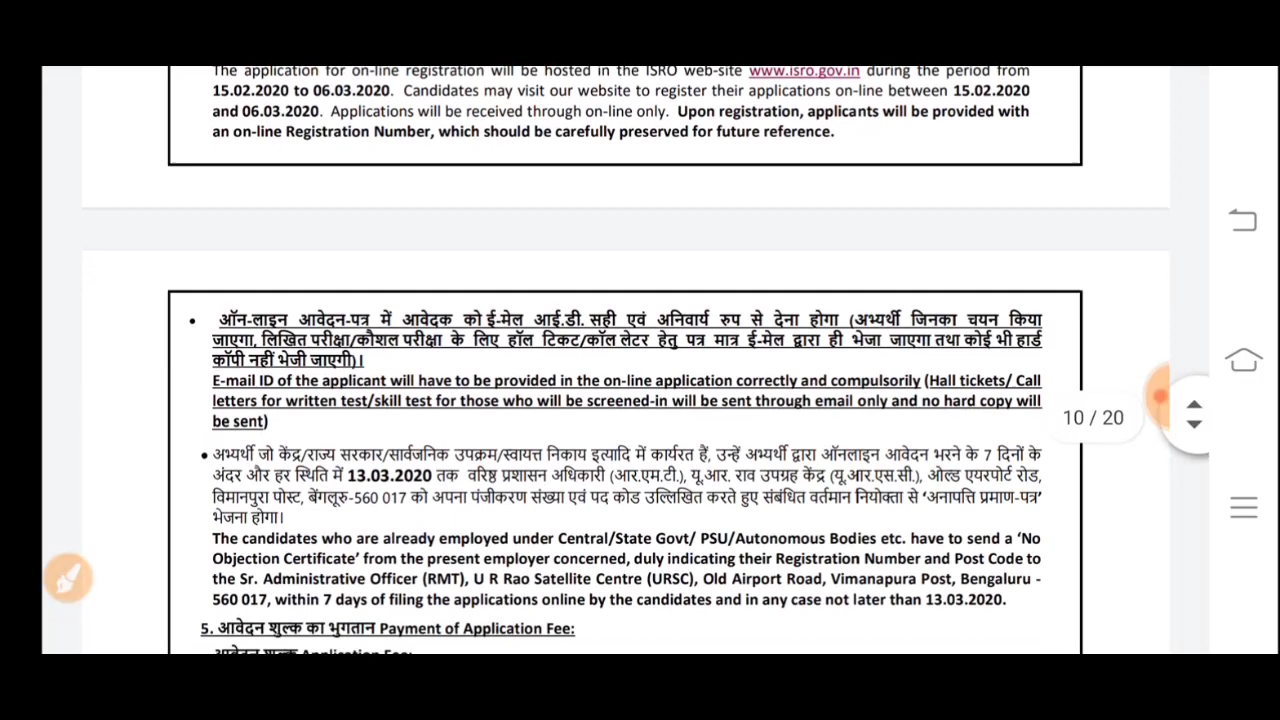 The application for on-line registration will be hosted in the ISRO web-site www.isro.gov.in during the period from
15.02.2020 to 06.03.2020. Candidates may visit our website to register their applications on-line between 15.02.2020
and 06.03.2020. Applications will be received through on-line only. Upon registration, applicants will be provided with
an on-line Registration Number, which should be carefully preserved for future reference.
• ऑन-लाइन आवेदन-पत्र में आवेदक को ई-मेल आई.डी. सही एवं अनिवार्य रुप से देना होगा (अभ्यर्थी जिनका चयन किया
जाएगा, लिखित परीक्षा/कौशल परीक्षा के लिए हॉल टिकट/कॉल लेटर हेतु पत्र मात्र ई-मेल द्वारा ही भेजा जाएगा तथा कोई भी हार्ड
कॉपी नहीं भेजी जाएगी)।
E-mail ID of the applicant will have to be provided in the on-line application correctly and compulsorily (Hall tickets/ Call
letters for written test/skill test for those who will be screened-in will be sent through email only and no hard copy will
be sent)
10 / 20
• अभ्यर्थी जो केंद्र/राज्य सरकार/सार्वजनिक उपक्रम/स्वायत्त निकाय इत्यादि में कार्यरत हैं, उन्हें अभ्यर्थी द्वारा ऑनलाइन आवेदन भरने के 7 दिनों के
अंदर और हर स्थिति में 13.03.2020 तक वरिष्ठ प्रशासन अधिकारी (आर.एम.टी.), यू.आर. राव उपग्रह केंद्र (यू.आर.एस.सी.), ओल्ड एयरपोर्ट रोड,
विमानपुरा पोस्ट, बेंगलूरु-560 017 को अपना पंजीकरण संख्या एवं पद कोड उल्लिखित करते हुए संबंधित वर्तमान नियोक्ता से ‘अनापत्ति प्रमाण-पत्र’
भेजना होगा।
The candidates who are already employed under Central/State Govt/ PSU/Autonomous Bodies etc. have to send a ‘No
Objection Certificate’ from the present employer concerned, duly indicating their Registration Number and Post Code to
the Sr. Administrative Officer (RMT), U R Rao Satellite Centre (URSC), Old Airport Road, Vimanapura Post, Bengaluru -
560 017, within 7 days of filing the applications online by the candidates and in any case not later than 13.03.2020.
5. आवेदन शुल्क का भुगतान Payment of Application Fee:
आवेदन शुल्क Application Fee: